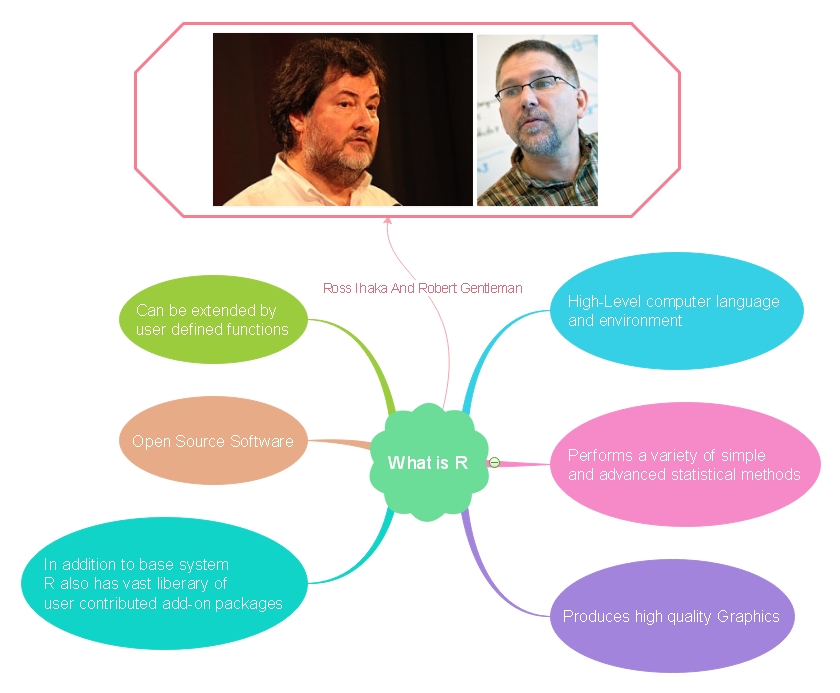 Ross Ihaka And Robert Gentleman
Can be extended by
user defined functions
High-Level computer language
and environment
Open Source Software
What is R
Performs a variety of simple
and advanced statistical methods
In addition to base system
R also has vast liberary of
user contributed add-on packages
Produces high quality Graphics